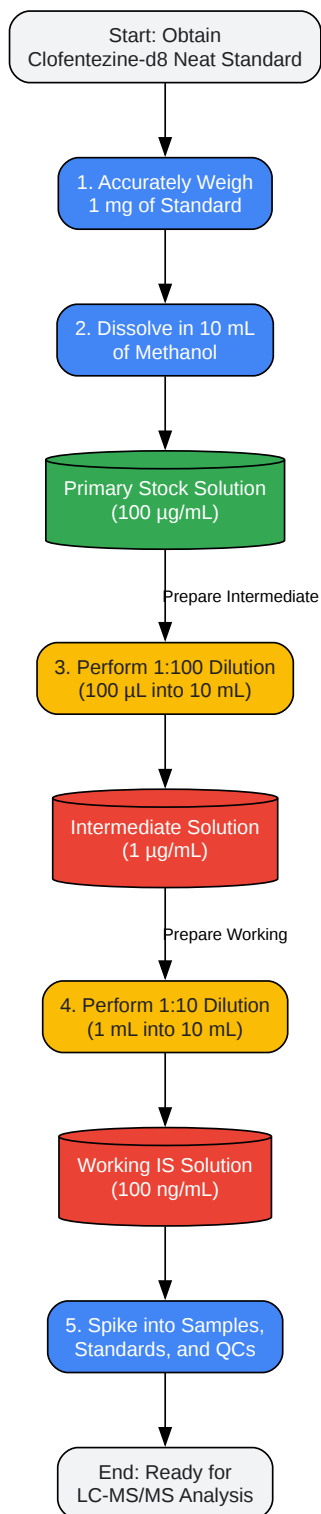 Start: Obtain
Clofentezine-d8 Neat Standard
1. Accurately Weigh
1 mg of Standard
2. Dissolve in 10 mL
of Methanol
Primary Stock Solution
(100 µg/mL)
Prepare Intermediate
3. Perform 1:100 Dilution
(100 µL into 10 mL)
Intermediate Solution
(1 µg/mL)
Prepare Working
4. Perform 1:10 Dilution
(1 mL into 10 mL)
Working IS Solution
(100 ng/mL)
5. Spike into Samples,
Standards, and QCs
End: Ready for
LC-MS/MS Analysis